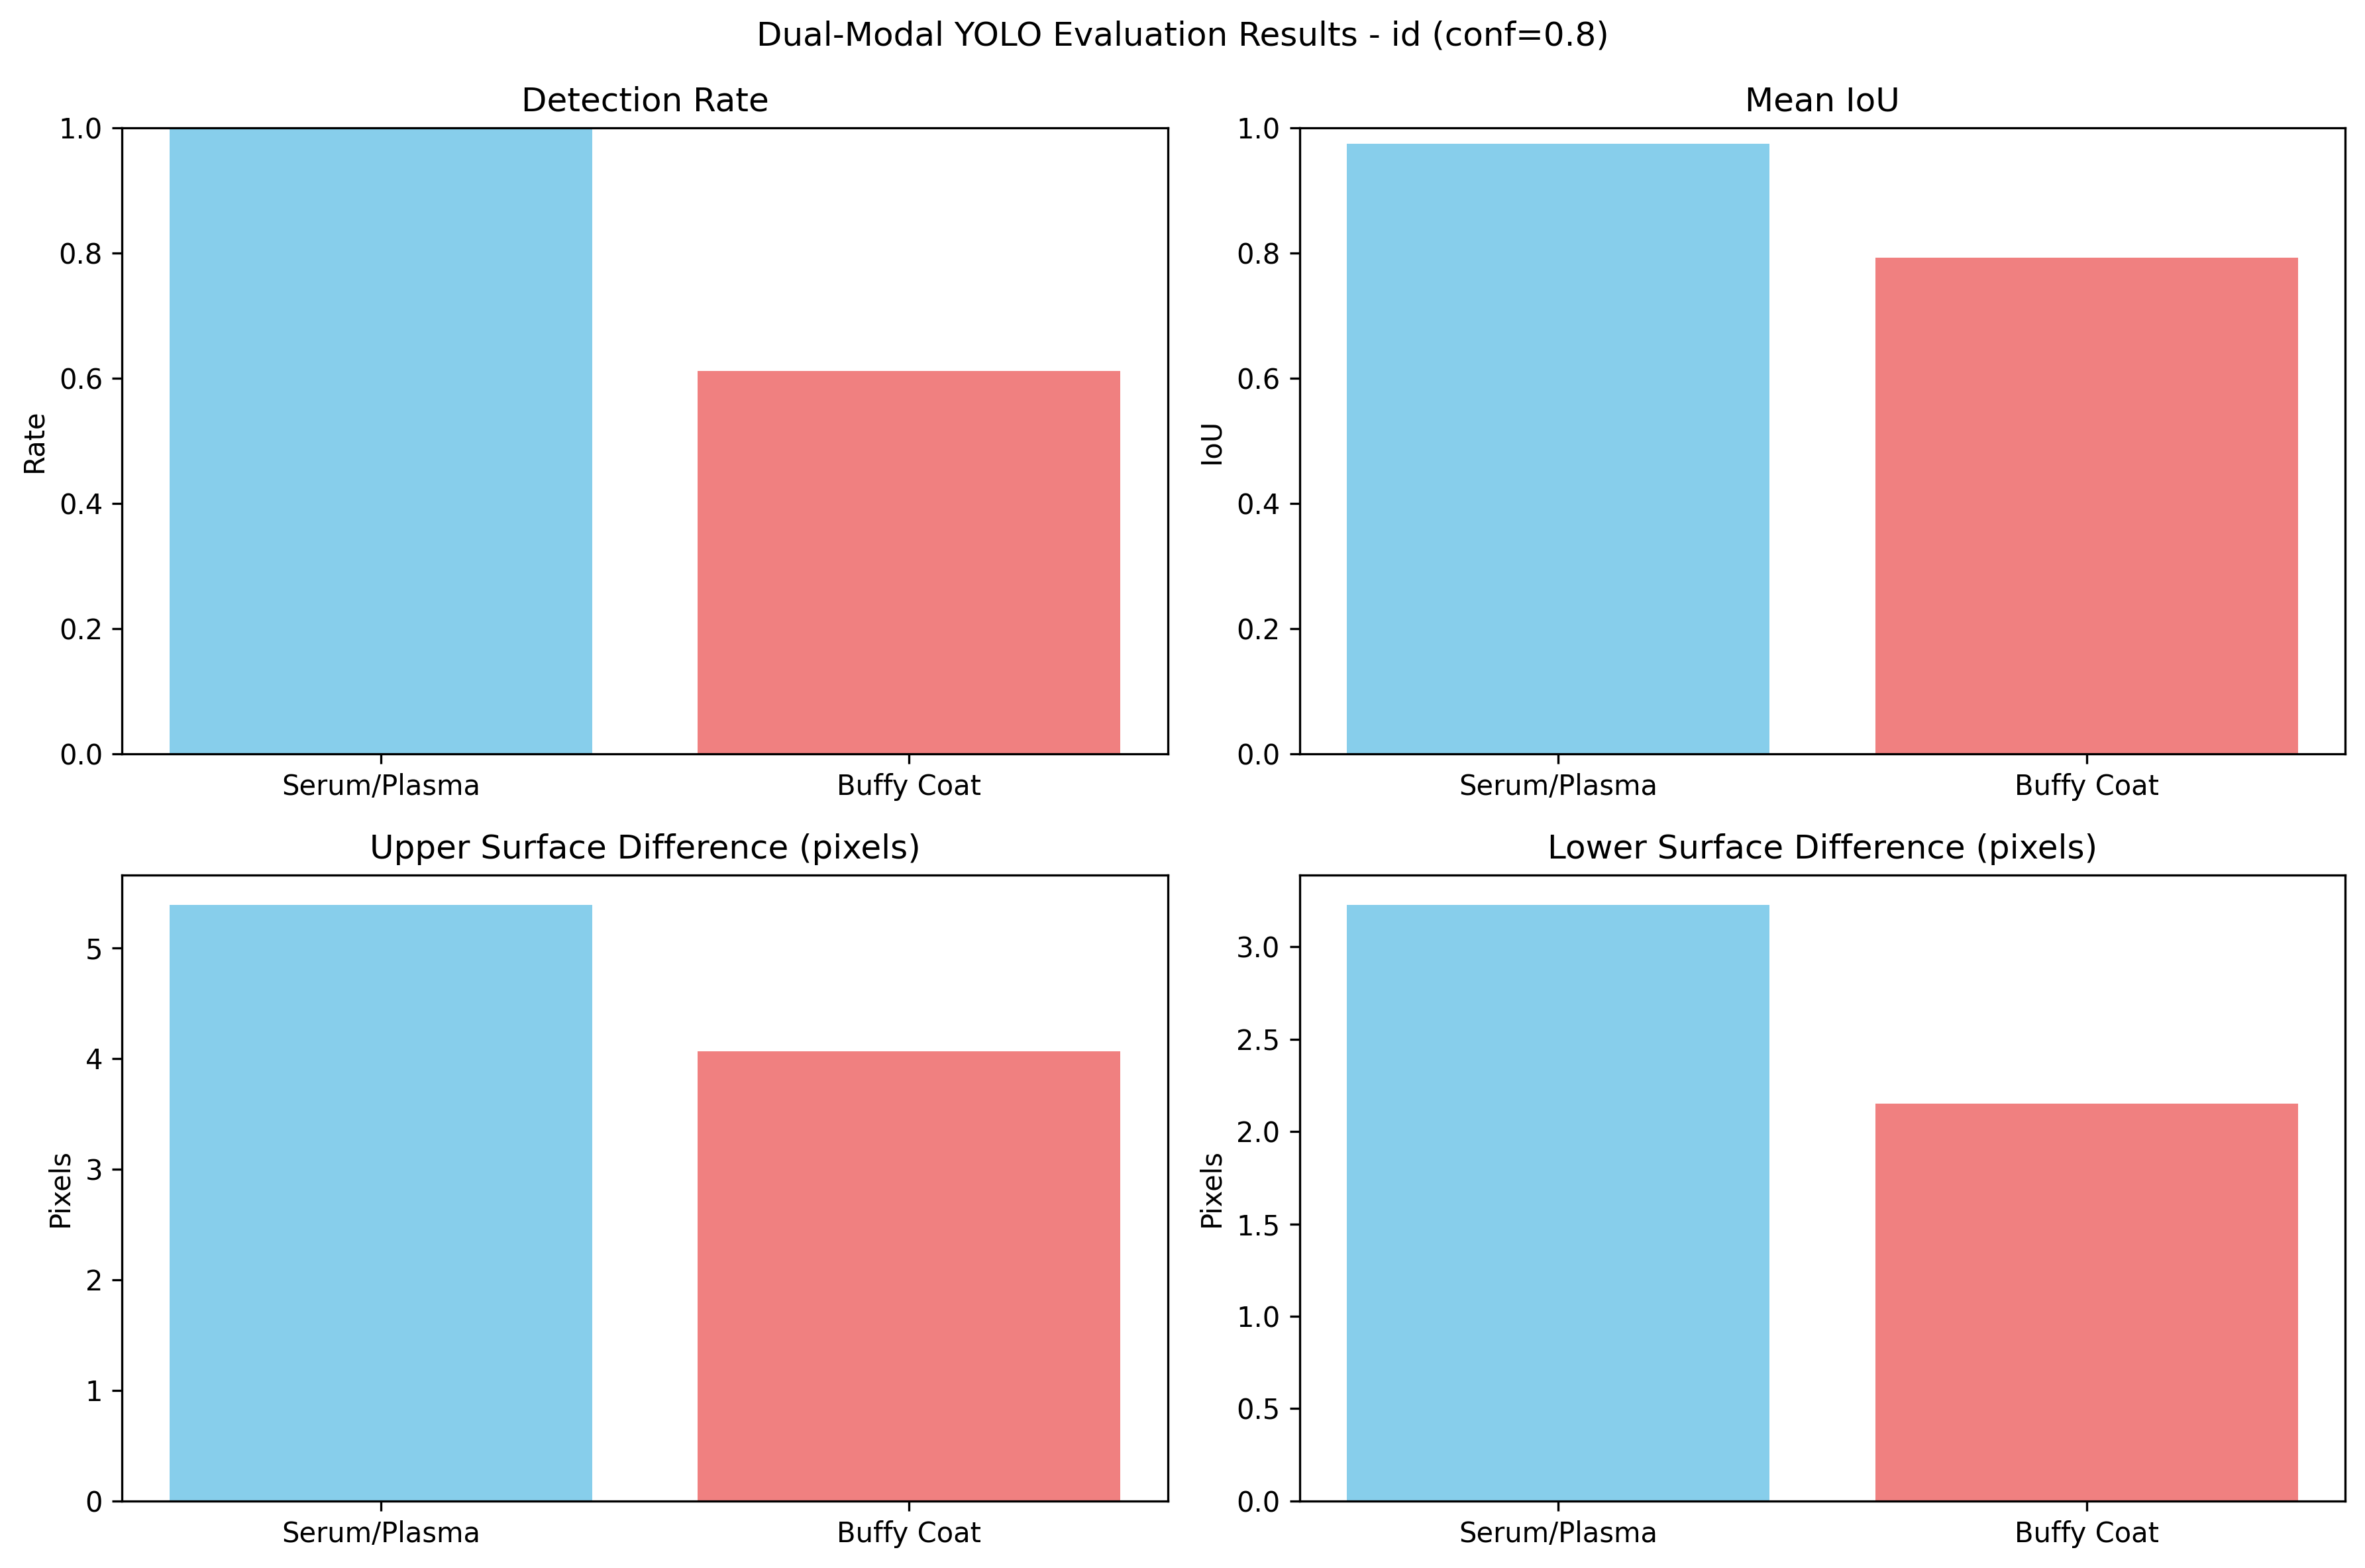 Dual-Modal YOLO Evaluation Results - id (conf=0.8)
Detection Rate
1.0
0.8
0.6
0.4
0.2
0.0
Rate
Serum/Plasma
Buffy Coat
Mean IoU
1.0
0.8
0.6
0.4
0.2
0.0
IoU
Serum/Plasma
Buffy Coat
Upper Surface Difference (pixels)
5
4
3
2
1
0
Pixels
Serum/Plasma
Buffy Coat
Lower Surface Difference (pixels)
3.0
2.5
2.0
1.5
1.0
0.5
0.0
Pixels
Serum/Plasma
Buffy Coat